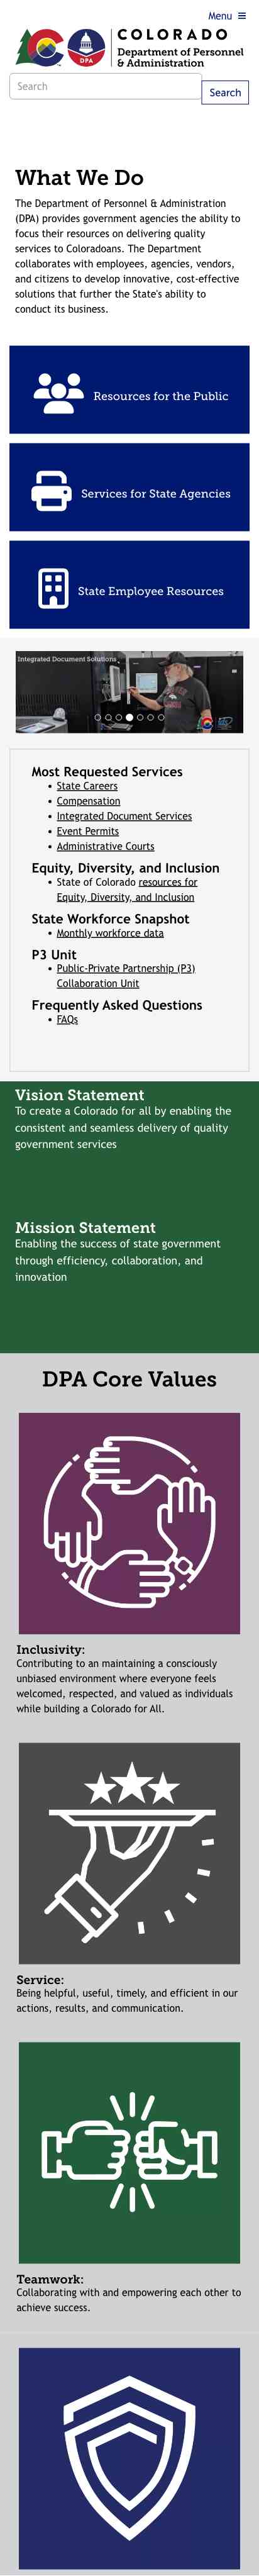 Menu
COLORADO
Department of Personnel
& Administration
DPA
Search
Search
What We Do
The Department of Personnel & Administration
(DPA) provides government agencies the ability to
focus their resources on delivering quality
services to Coloradoans. The Department
collaborates with employees, agencies, vendors,
and citizens to develop innovative, cost-effective
solutions that further the State's ability to
conduct its business.
Resources for the Public
Services for State Agencies
State Employee Resources
Integrated Document Solutions
Most Requested Services
State Careers
Compensation
Integrated Document Services
Event Permits
Administrative Courts
Equity, Diversity, and Inclusion
State of Colorado resources for
Equity, Diversity, and Inclusion
State Workforce Snapshot
Monthly workforce data
P3 Unit
Public-Private Partnership (P3)
Collaboration Unit
Frequently Asked Questions
FAQs
Vision Statement
To create a Colorado for all by enabling the
consistent and seamless delivery of quality
government services
Mission Statement
Enabling the success of state government
through efficiency, collaboration, and
innovation
DPA Core Values
Inclusivity:
Contributing to an maintaining a consciously
unbiased environment where everyone feels
welcomed, respected, and valued as individuals
while building a Colorado for All.
Service:
Being helpful, useful, timely, and efficient in our
actions, results, and communication.
Teamwork:
Collaborating with and empowering each other to
achieve success.